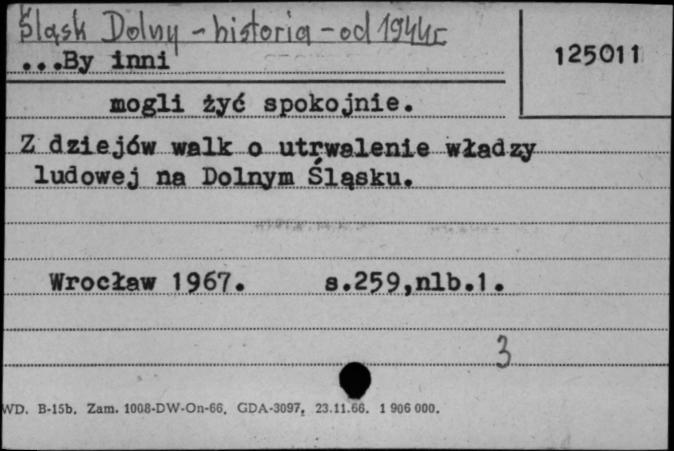 Śląsk Dolny - historia - od 1944r
...By inni
125011
mogli żyć spokojnie.
Z dziejów walk o utrwalenie władzy
ludowej na Dolnym Śląsku.
Wrocław 1967. s.259,nlb.1.
3
WD. B-15b. Zam. 1008-DW-On-66. GDA-3097, 23.11.66. 1 906 000.